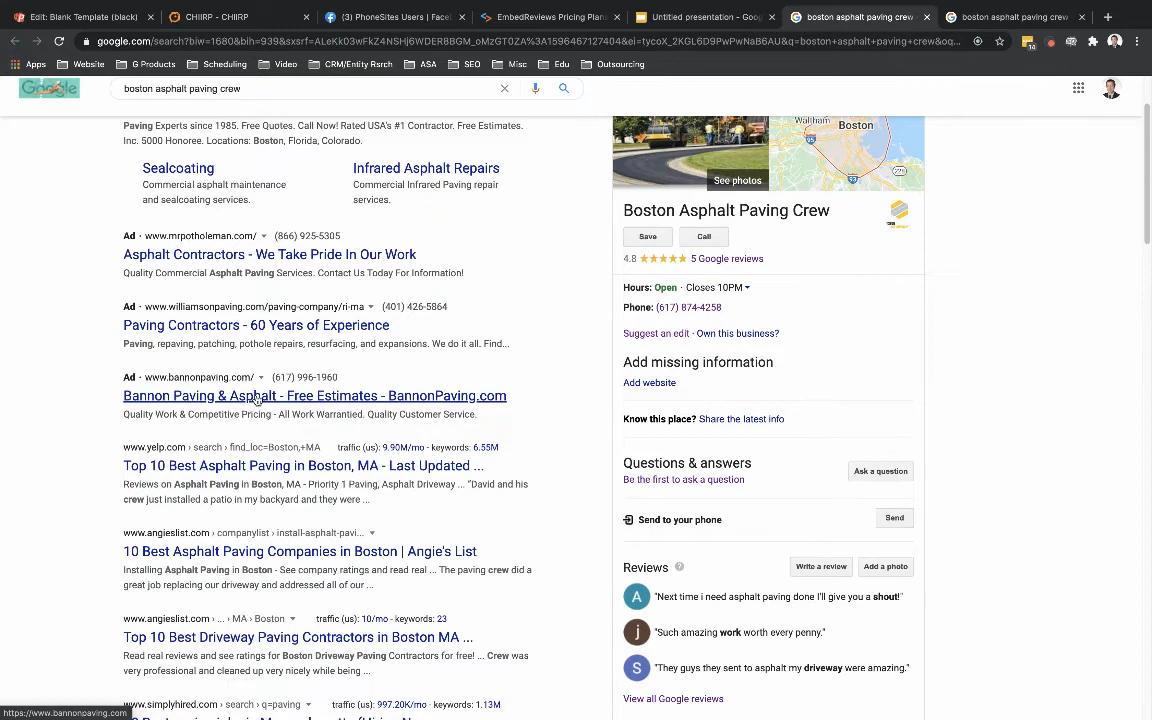 Edit: Blank Template (black)
CHIIRP - CHIIRP
(3) PhoneSites Users | Facel
EmbedReviews Pricing Plans
Untitled presentation - Goog
boston asphalt paving crew
boston asphalt paving crew
google.com/search?biw=1680&bih=939&sxsrf=ALeKk03wFkZ4NSHj6WDER8BGM_oMzGT0ZA%3A1596467127404&ei=tycoX_2KGL6D9PwPwNaB6AU&q=boston+asphalt+paving+crew&oq...
14
Apps
Website
G Products
Scheduling
Video
CRM/Entity Rsrch
ASA
SEO
Misc
Edu
Outsourcing
Google
boston asphalt paving crew
Paving Experts since 1985. Free Quotes. Call Now! Rated USA's #1 Contractor. Free Estimates.
Inc. 5000 Honoree. Locations: Boston, Florida, Colorado.
Sealcoating
Commercial asphalt maintenance
and sealcoating services.
Infrared Asphalt Repairs
Commercial Infrared Paving repair
services.
Ad · www.mrpotholeman.com/ (866) 925-5305
Asphalt Contractors - We Take Pride In Our Work
Quality Commercial Asphalt Paving Services. Contact Us Today For Information!
Ad · www.williamsonpaving.com/paving-company/ri-ma (401) 426-5864
Paving Contractors - 60 Years of Experience
Paving, repaving, patching, pothole repairs, resurfacing, and expansions. We do it all. Find...
Ad · www.bannonpaving.com/ (617) 996-1960
Bannon Paving & Asphalt - Free Estimates - BannonPaving.com
Quality Work & Competitive Pricing - All Work Warrantied. Quality Customer Service.
www.yelp.com › search › find_loc=Boston,+MA traffic (us): 9.90M/mo - keywords: 6.55M
Top 10 Best Asphalt Paving in Boston, MA - Last Updated ...
Reviews on Asphalt Paving in Boston, MA - Priority 1 Paving, Asphalt Driveway ... "David and his
crew just installed a patio in my backyard and they were ...
www.angieslist.com › companylist › install-asphalt-pavi...
10 Best Asphalt Paving Companies in Boston | Angie's List
Installing Asphalt Paving in Boston - See company ratings and read real ... The paving crew did a
great job replacing our driveway and addressed all of our ...
www.angieslist.com › ... › MA › Boston traffic (us): 10/mo - keywords: 23
Top 10 Best Driveway Paving Contractors in Boston MA ...
Read real reviews and see ratings for Boston Driveway Paving Contractors for free! ... Crew was
very professional and cleaned up very nicely while being ...
www.simplyhired.com › search › q=paving traffic (us): 997.20K/mo - keywords: 1.13M
https://www.bannonpaving.com
Waltham
Boston
95
93
228
See photos
Boston Asphalt Paving Crew
Save
Call
4.8 5 Google reviews
Hours: Open · Closes 10PM
Phone: (617) 874-4258
Suggest an edit · Own this business?
Add missing information
Add website
Know this place? Share the latest info
Questions & answers
Be the first to ask a question
Ask a question
Send to your phone
Send
Reviews
Write a review
Add a photo
A "Next time i need asphalt paving done I'll give you a shout!"
j "Such amazing work worth every penny."
S "They guys they sent to asphalt my driveway were amazing."
View all Google reviews